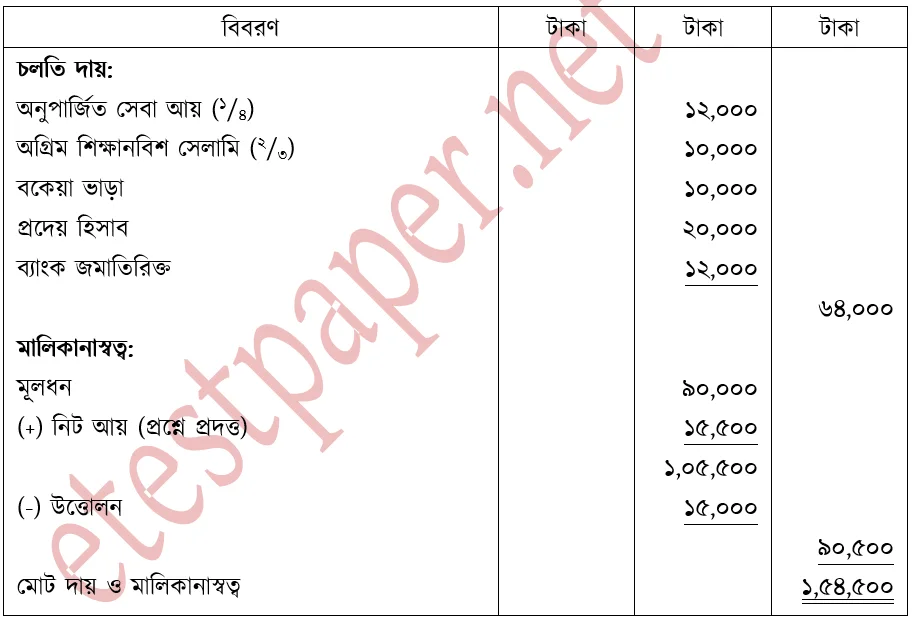 বিবরণ টাকা টাকা টাকা
চলতি দায়:
অনুপার্জিত সেবা আয় (১/৪) ১২,০০০
অগ্রিম শিক্ষানবিশ সেলামি (২/৩) ১০,০০০
বকেয়া ভাড়া ১০,০০০
প্রদেয় হিসাব ২০,০০০
ব্যাংক জমাতিরিক্ত ১২,০০০
৬৪,০০০
মালিকানাস্বত্ব:
মূলধন ৯০,০০০
(+) নিট আয় (প্রশ্নে প্রদত্ত) ১৫,৫০০
১,০৫,৫০০
(-) উত্তোলন ১৫,০০০
৯০,৫০০
মোট দায় ও মালিকানাস্বত্ব ১,৫৪,৫০০
etestpaper.net